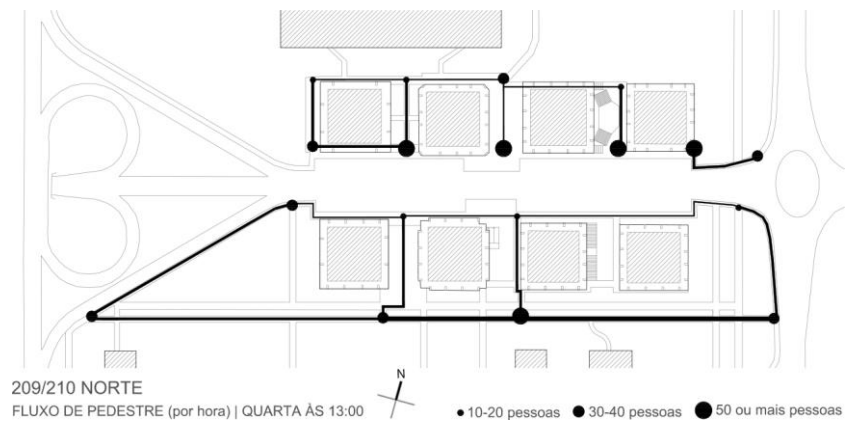 209/210 NORTE
FLUXO DE PEDESTRE (por hora) | QUARTA ÀS 13:00
N
10-20 pessoas
30-40 pessoas
50 ou mais pessoas